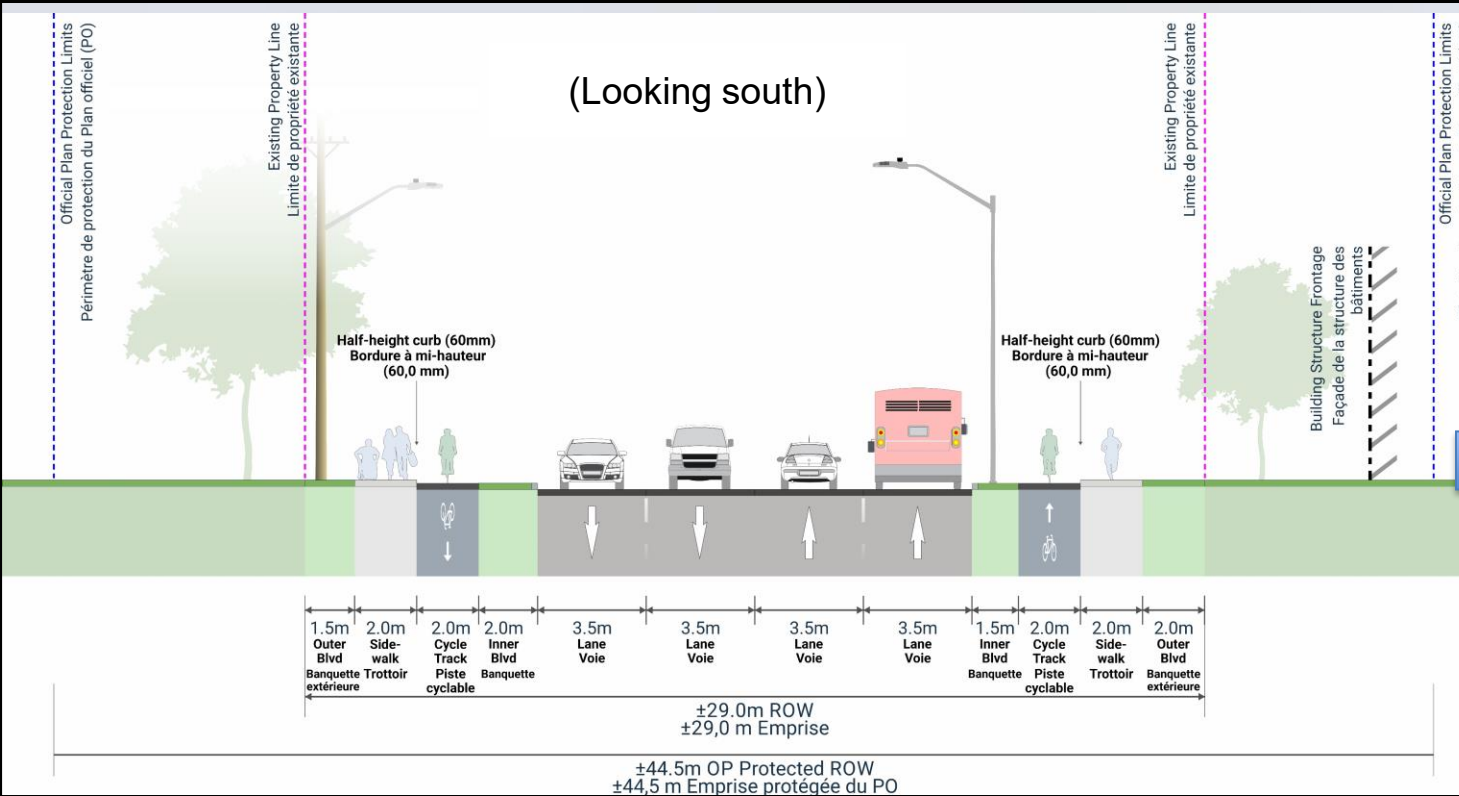 (Looking south)
Official Plan Protection Limits
Périmètre de protection du Plan officiel (PO)
Existing Property Line
Limite de propriété existante
Existing Property Line
Limite de propriété existante
Official Plan Protection Limits
Building Structure Frontage
Façade de la structure des
bâtiments
Half-height curb (60mm)
Bordure à mi-hauteur
(60,0 mm)
Half-height curb (60mm)
Bordure à mi-hauteur
(60,0 mm)
1.5m
Outer
Blvd
Banquette
extérieure
2.0m
Side-
walk
Trottoir
2.0m
Cycle
Track
Piste
cyclable
2.0m
Inner
Blvd
Banquette
3.5m
Lane
Voie
3.5m
Lane
Voie
3.5m
Lane
Voie
3.5m
Lane
Voie
1.5m
Inner
Blvd
Banquette
2.0m
Cycle
Track
Piste
cyclable
2.0m
Side-
walk
Trottoir
2.0m
Outer
Blvd
Banquette
extérieure
±29.0m ROW
±29,0 m Emprise
±44.5m OP Protected ROW
±44,5 m Emprise protégée du PO